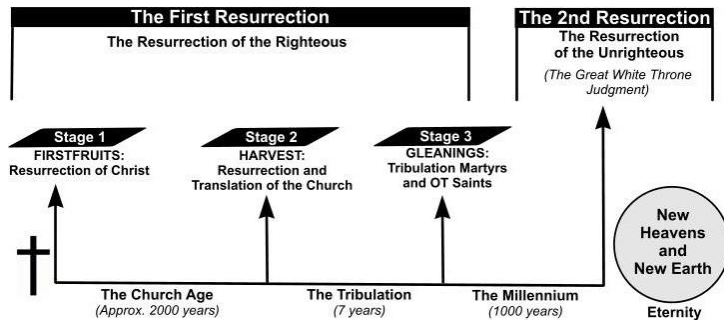 The First Resurrection
The Resurrection of the Righteous
The 2nd Resurrection
The Resurrection
of the Unrighteous
(The Great White Throne
Judgment)
Stage 1
FIRSTFRUITS:
Resurrection of Christ
Stage 2
HARVEST:
Resurrection and
Translation of the Church
Stage 3
GLEANINGS:
Tribulation Martyrs
and OT Saints
New
Heavens
and
New Earth
Eternity
The Church Age
(Approx. 2000 years)
The Tribulation
(7 years)
The Millennium
(1000 years)